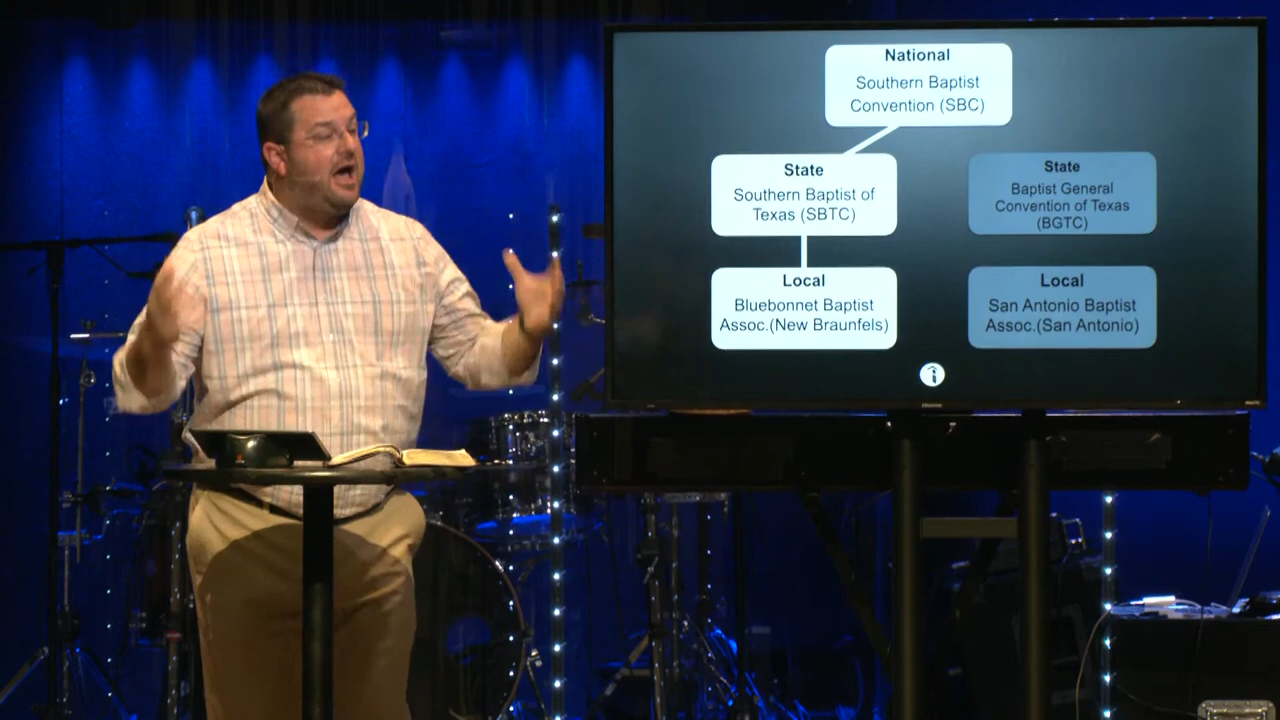 National
Southern Baptist
Convention (SBC)
State
Southern Baptist of
Texas (SBTC)
State
Baptist General
Convention of Texas
(BGTC)
Local
Bluebonnet Baptist
Assoc.(New Braunfels)
Local
San Antonio Baptist
Assoc.(San Antonio)